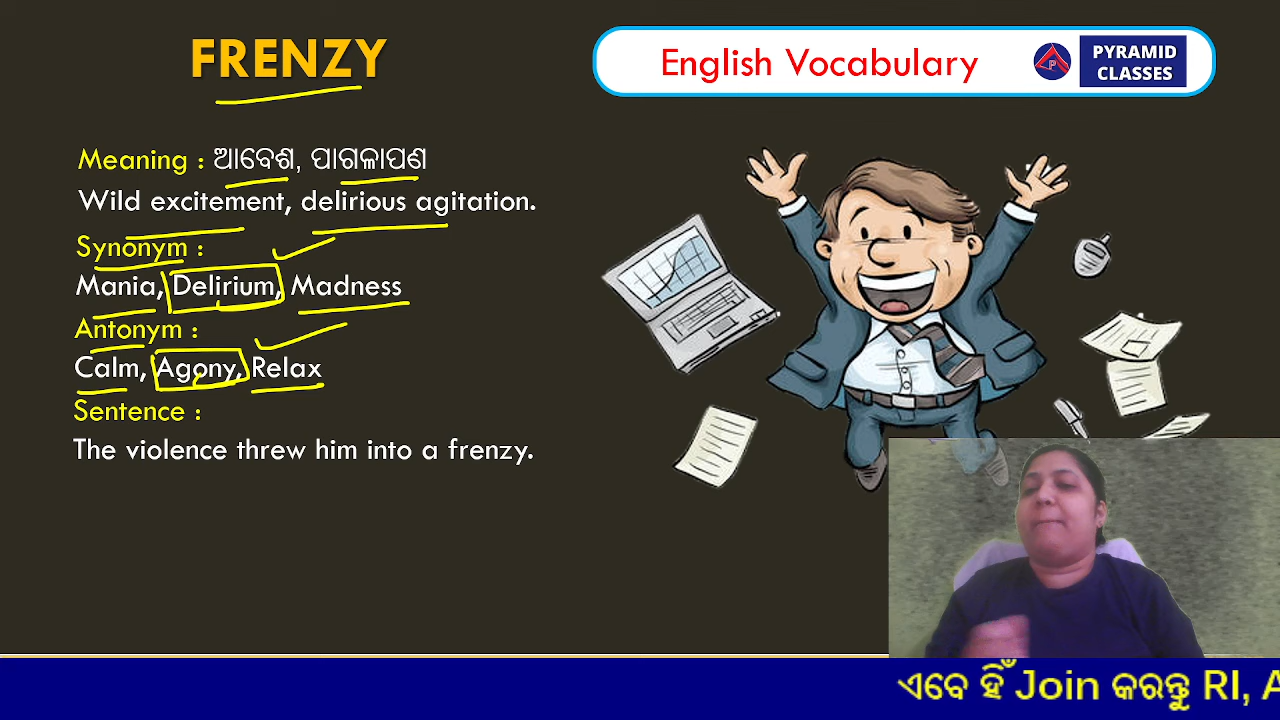 FRENZY
English Vocabulary
PYRAMID
CLASSES
Meaning : ଆବେଶ, ପାଗଳାପଣ
Wild excitement, delirious agitation.
Synonym :
Mania, Delirium, Madness
Antonym :
Calm, Agony, Relax
Sentence :
The violence threw him into a frenzy.
ଏବେ ହିଁ Join କରନ୍ତୁ RI, A